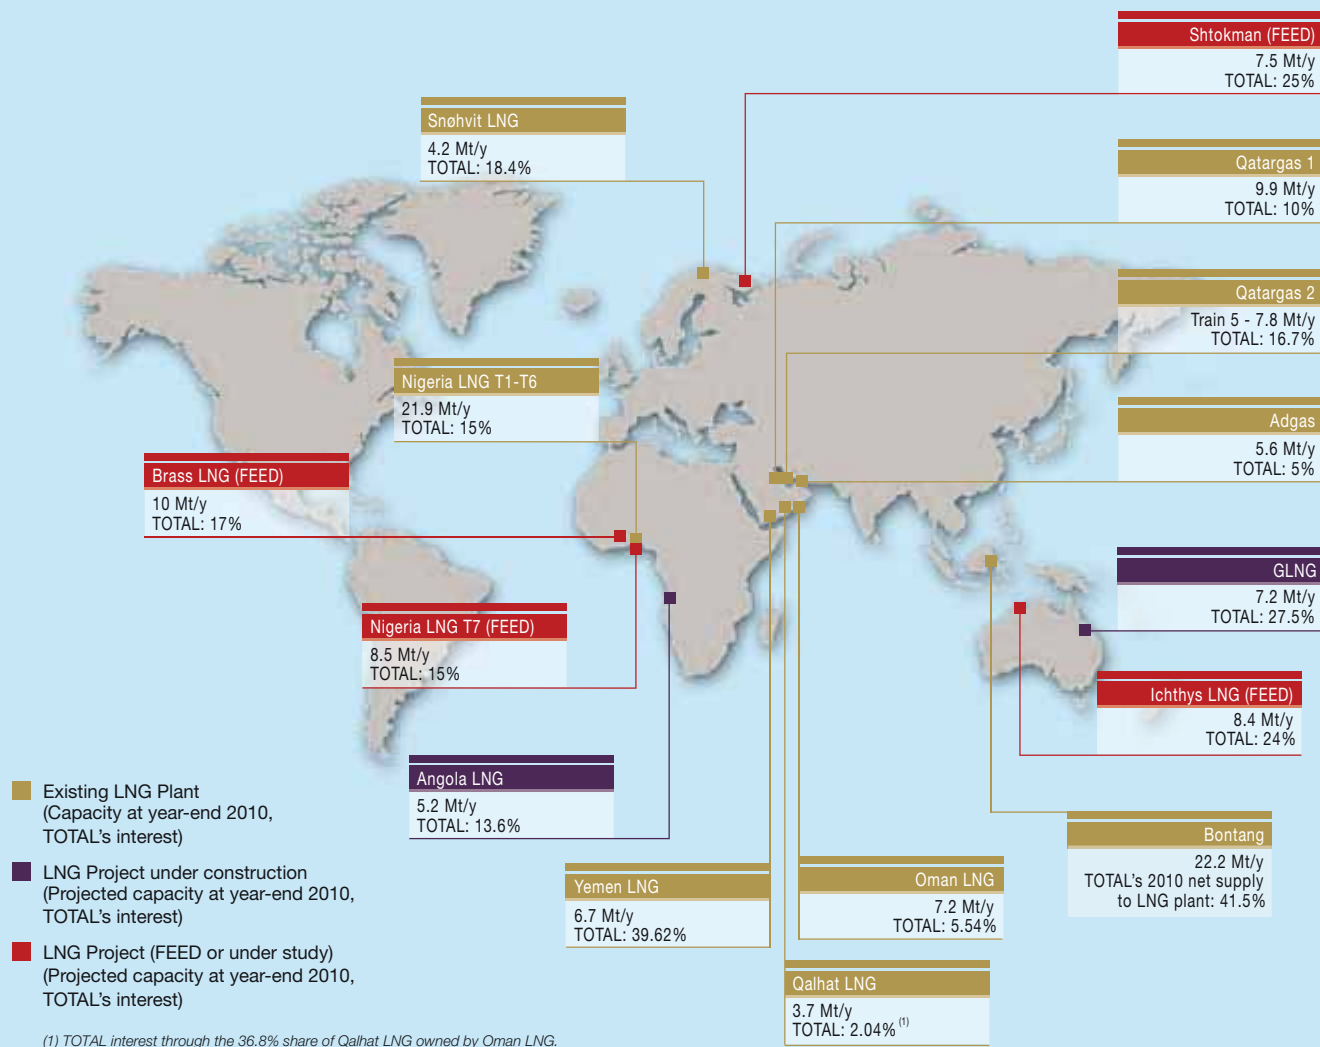 Shtokman (FEED)
7.5 Mt/y
TOTAL: 25%
Snøhvit LNG
4.2 Mt/y
TOTAL: 18.4%
Qatargas 1
9.9 Mt/y
TOTAL: 10%
Qatargas 2
Train 5 - 7.8 Mt/y
TOTAL: 16.7%
Nigeria LNG T1-T6
21.9 Mt/y
TOTAL: 15%
Adgas
5.6 Mt/y
TOTAL: 5%
Brass LNG (FEED)
10 Mt/y
TOTAL: 17%
GLNG
7.2 Mt/y
TOTAL: 27.5%
Nigeria LNG T7 (FEED)
8.5 Mt/y
TOTAL: 15%
Ichthys LNG (FEED)
8.4 Mt/y
TOTAL: 24%
Angola LNG
5.2 Mt/y
TOTAL: 13.6%
Bontang
22.2 Mt/y
TOTAL's 2010 net supply
to LNG plant: 41.5%
Yemen LNG
6.7 Mt/y
TOTAL: 39.62%
Oman LNG
7.2 Mt/y
TOTAL: 5.54%
Qalhat LNG
3.7 Mt/y
TOTAL: 2.04% (1)
Existing LNG Plant
(Capacity at year-end 2010,
TOTAL's interest)
LNG Project under construction
(Projected capacity at year-end 2010,
TOTAL's interest)
LNG Project (FEED or under study)
(Projected capacity at year-end 2010,
TOTAL's interest)
(1) TOTAL interest through the 36.8% share of Qalhat LNG owned by Oman LNG.